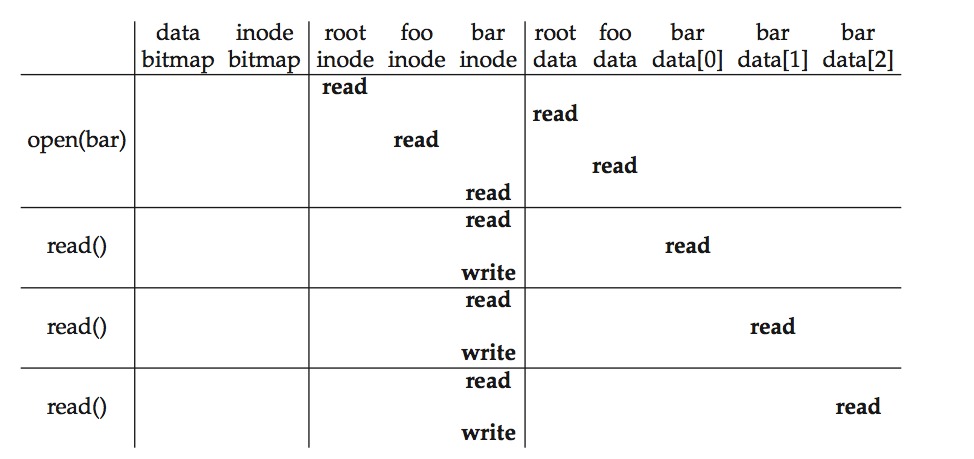 data inode root foo bar root foo bar bar bar
bitmap bitmap inode inode inode data data data[0] data[1] data[2]
read
read
open(bar) read
read
read
read
read() read
write
read
read() read
write
read
read() read
write